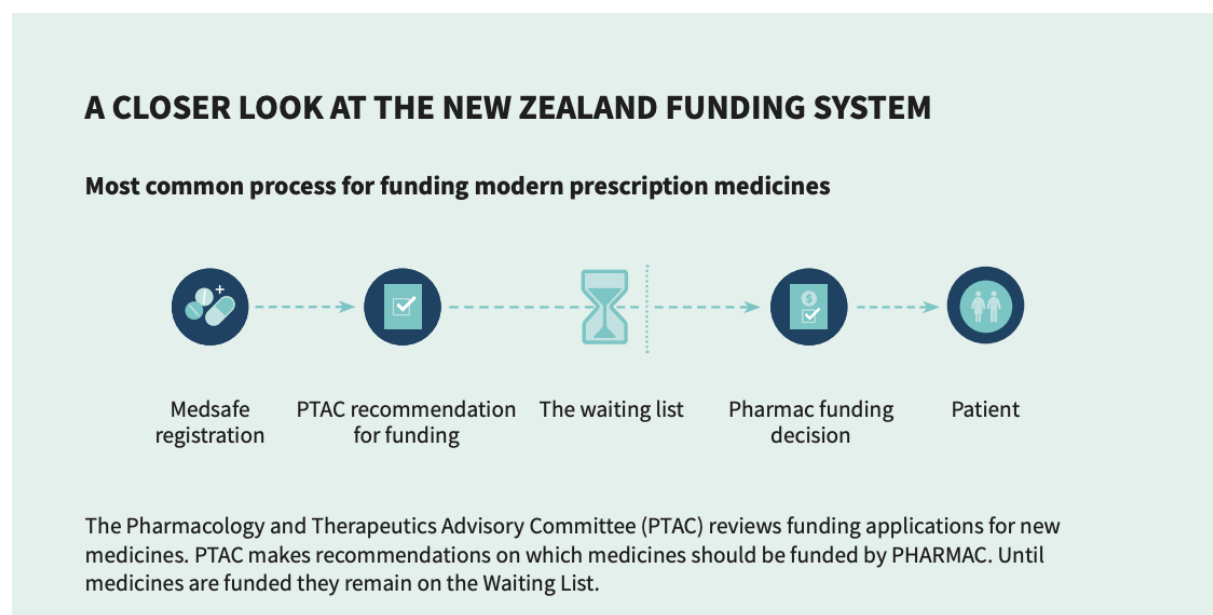 A CLOSER LOOK AT THE NEW ZEALAND FUNDING SYSTEM
Most common process for funding modern prescription medicines
$
Medsafe
registration
PTAC recommendation
for funding
The waiting list
Pharmac funding
decision
Patient
The Pharmacology and Therapeutics Advisory Committee (PTAC) reviews funding applications for new
medicines. PTAC makes recommendations on which medicines should be funded by PHARMAC. Until
medicines are funded they remain on the Waiting List.